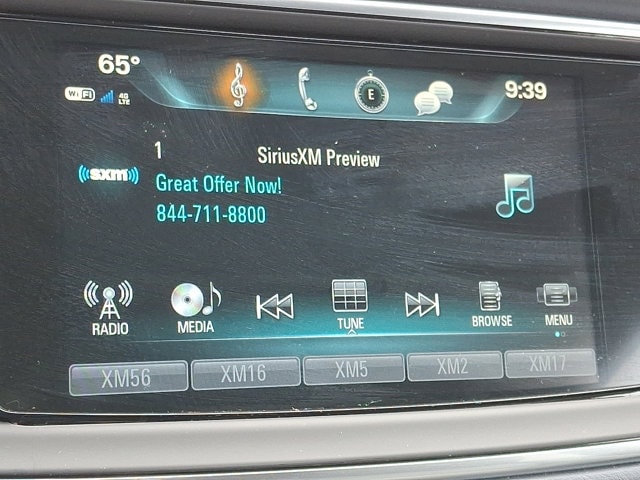 65°
9:39
WiFi
4G
LTE
E
1
SiriusXM Preview
((sxm))
Great Offer Now!
844-711-8800
RADIO
MEDIA
TUNE
BROWSE
MENU
XM56
XM16
XM5
XM2
XM17